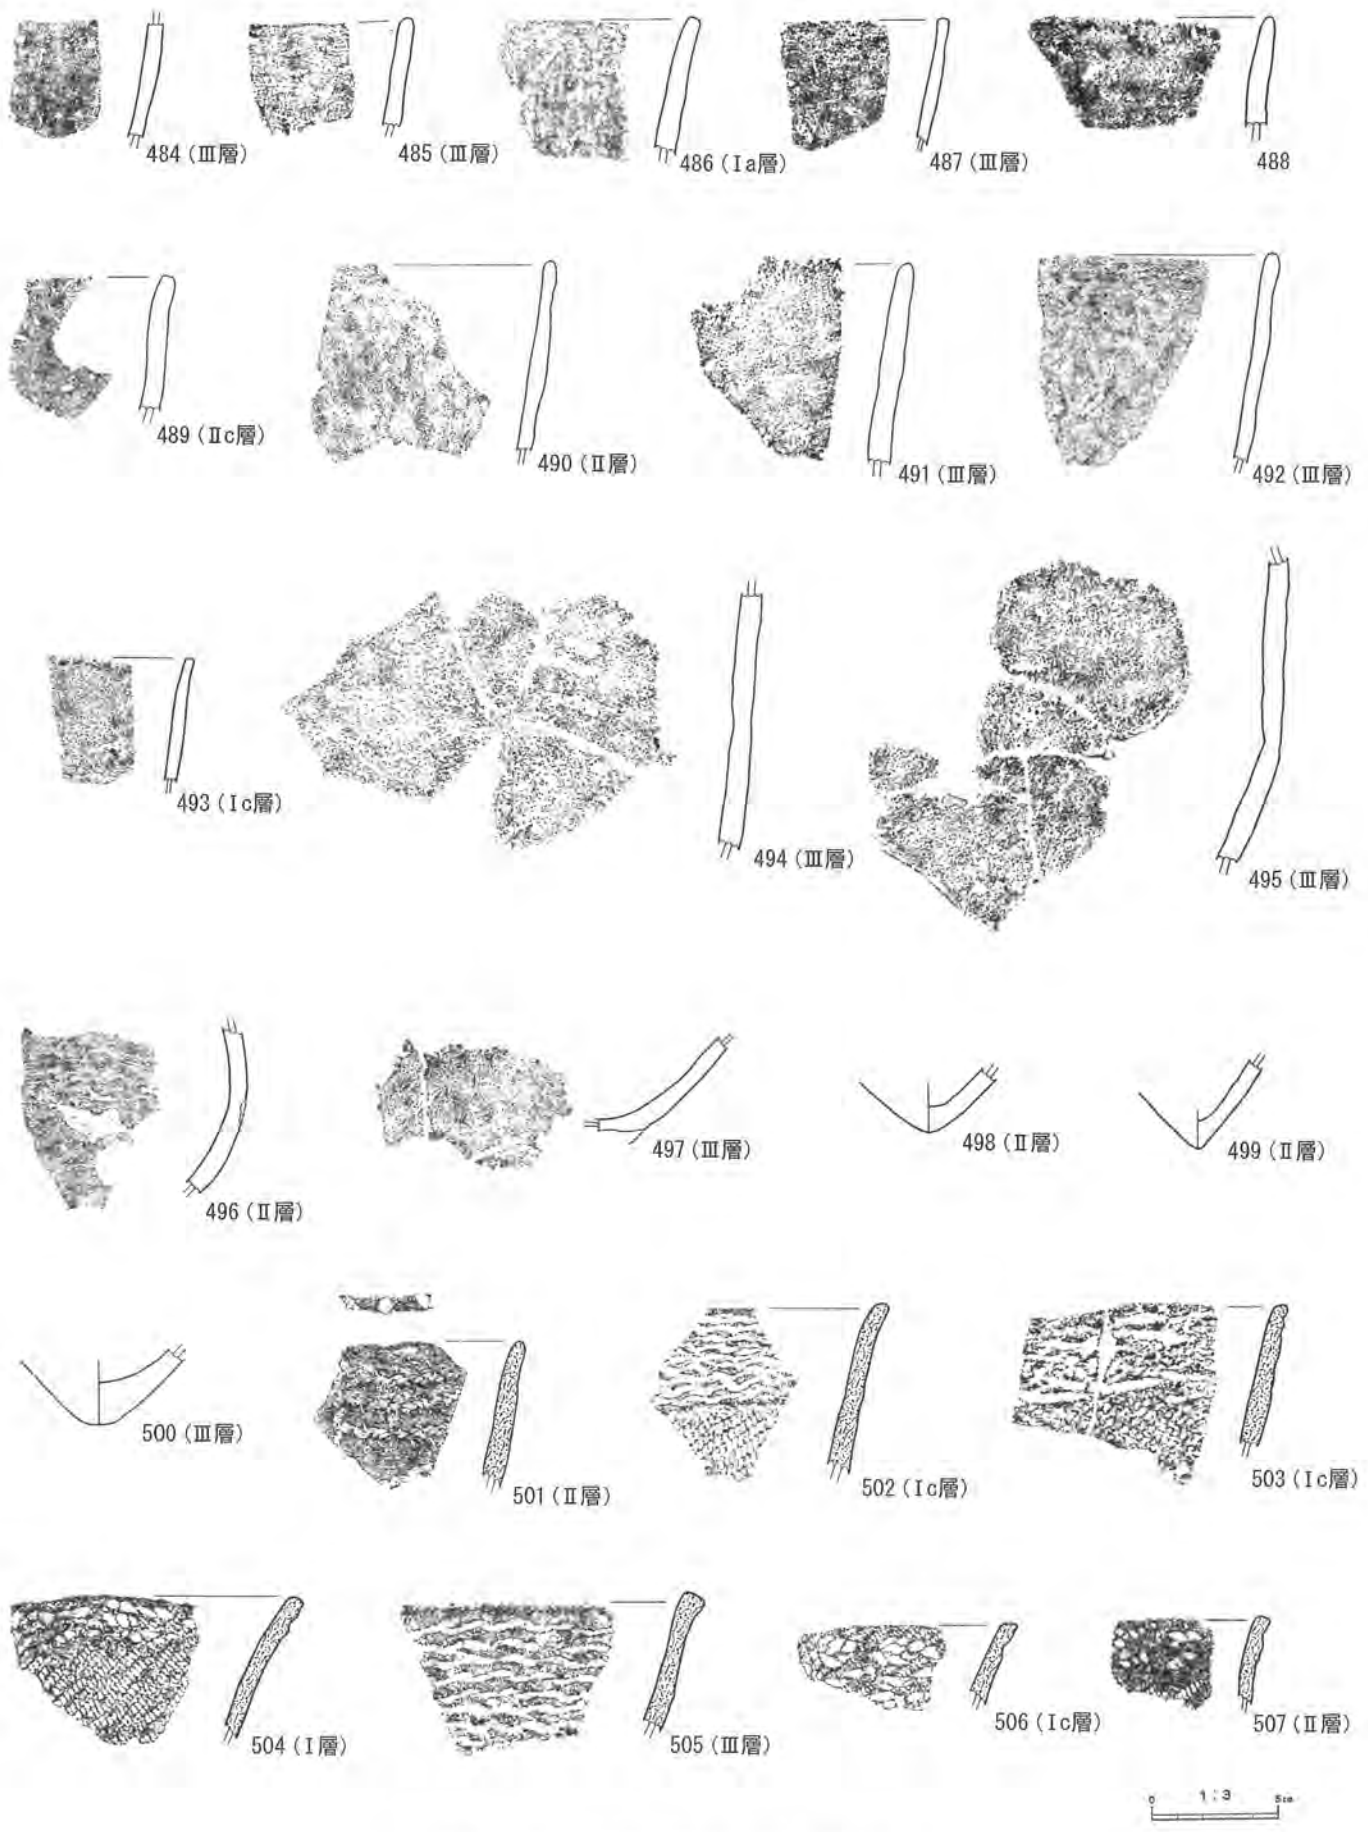 484 (Ⅲ層)
485 (Ⅲ層)
486 (Ⅰa層)
487 (Ⅲ層)
488
489 (Ⅱc層)
490 (Ⅱ層)
491 (Ⅲ層)
492 (Ⅲ層)
493 (Ⅰc層)
494 (Ⅲ層)
495 (Ⅲ層)
496 (Ⅱ層)
497 (Ⅲ層)
498 (Ⅱ層)
499 (Ⅱ層)
500 (Ⅲ層)
501 (Ⅱ層)
502 (Ⅰc層)
503 (Ⅰc層)
504 (Ⅰ層)
505 (Ⅲ層)
506 (Ⅰc層)
507 (Ⅱ層)
0 1:3 5cm